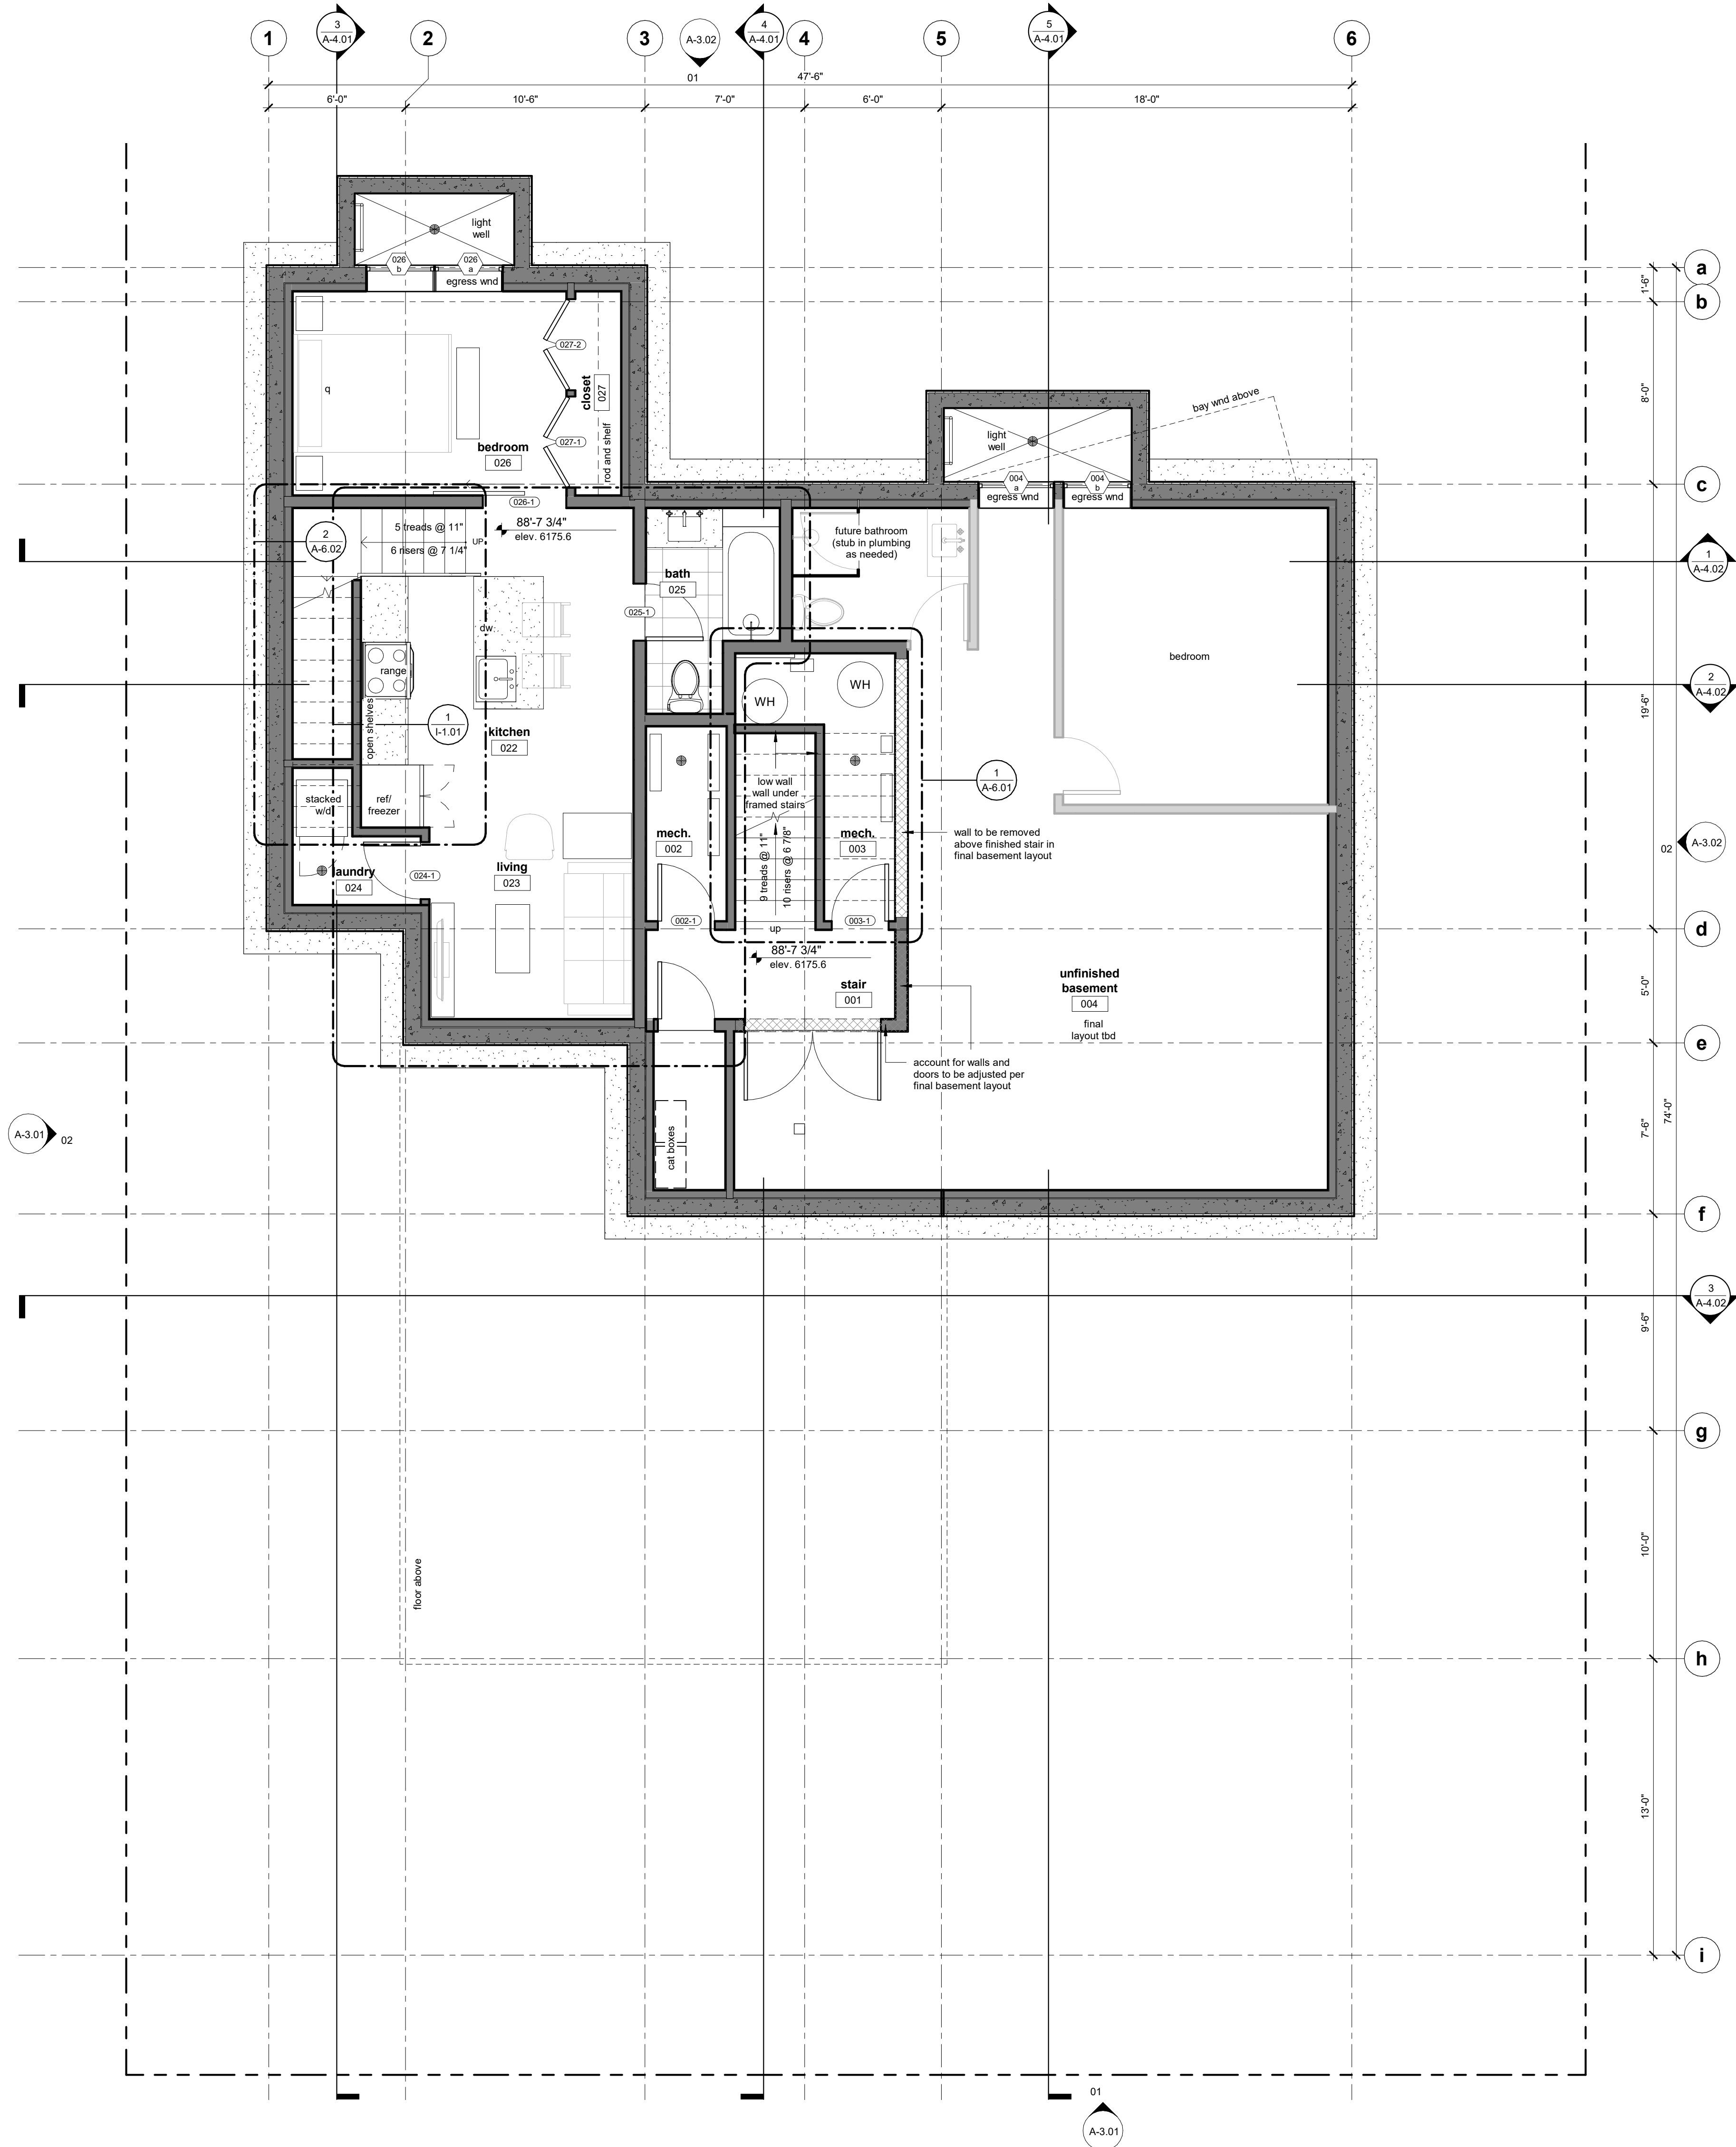 1
3
A-4.01
2
3
A-3.02
01
4
A-4.01
4
5
5
A-4.01
6
47'-6"
6'-0"
10'-6"
7'-0"
6'-0"
18'-0"
light
well
026
b
026
a
egress wnd
a
1'-6"
b
027-2
q
closet
027
8'-0"
bay wnd above
027-1
bedroom
026
rod and shelf
light
well
004
a
004
b
egress wnd
egress wnd
c
026-1
2
A-6.02
5 treads @ 11"
6 risers @ 7 1/4"
UP
88'-7 3/4"
elev. 6175.6
future bathroom
(stub in plumbing
as needed)
bath
025
025-1
1
A-4.02
dw
range
bedroom
WH
WH
2
A-4.02
19'-6"
open shelves
1
I-1.01
kitchen
022
stacked
w/d
ref/
freezer
low wall
wall under
framed stairs
1
A-6.01
mech.
002
9 treads @ 11"
10 risers @ 6 7/8"
mech.
003
wall to be removed
above finished stair in
final basement layout
02
A-3.02
laundry
024
024-1
living
023
002-1
003-1
up
d
88'-7 3/4"
elev. 6175.6
stair
001
unfinished
basement
004
final
layout tbd
5'-0"
e
account for walls and
doors to be adjusted per
final basement layout
74'-0"
A-3.01
02
cat boxes
7'-6"
f
3
A-4.02
9'-6"
g
10'-0"
floor above
h
13'-0"
i
01
A-3.01